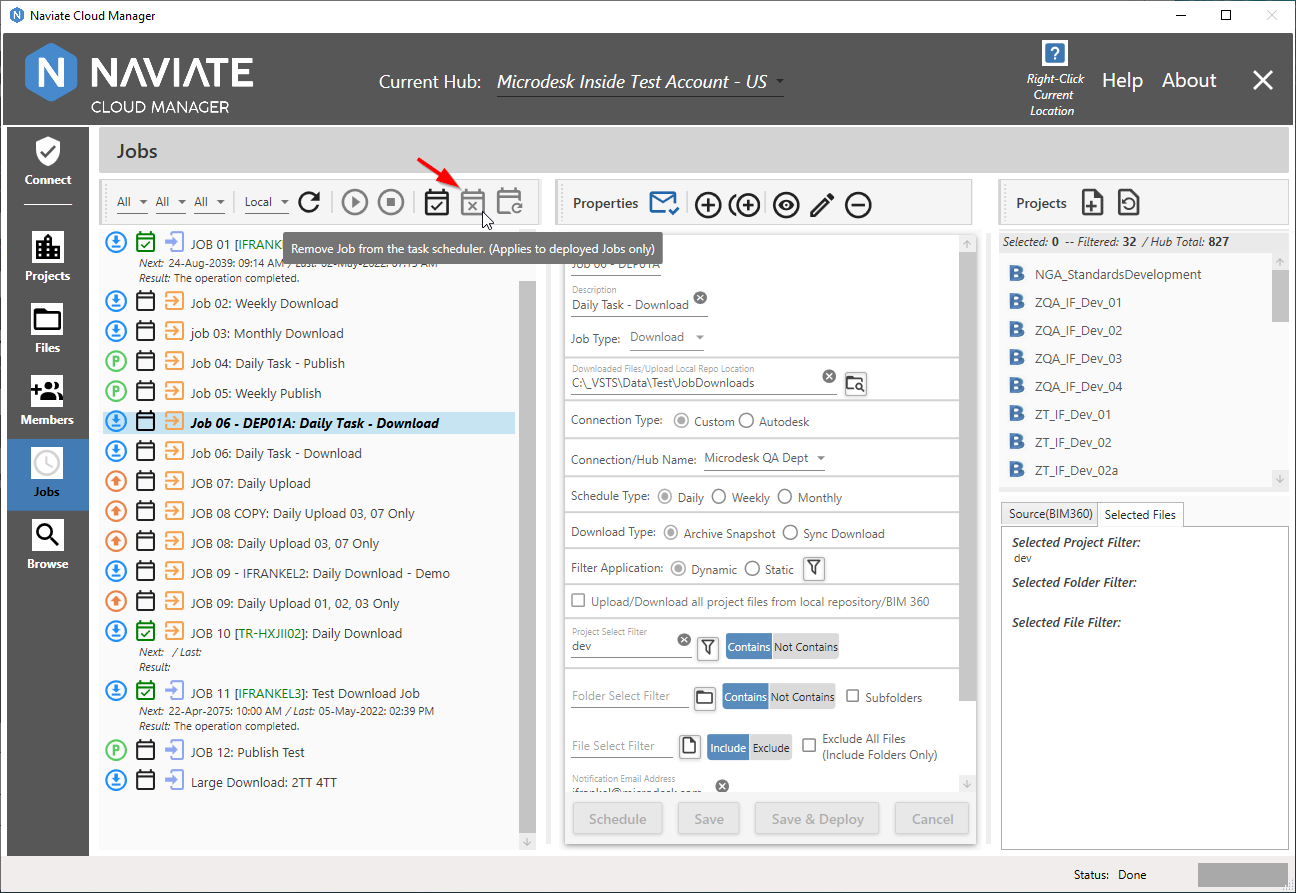 Naviate Cloud Manager
NAVIATE
CLOUD MANAGER
Current Hub: Microdesk Inside Test Account - US
Right-Click
Current
Location
Help
About
Connect
Projects
Files
Members
Jobs
Browse
Jobs
All
All
All
Local
Remove Job from the task scheduler. (Applies to deployed Jobs only)
JOB 01 [IFRANKE
Next: 24-Aug-2039: 09:14 AM / Last: 02-May-2022: 07:15 AM
Result: The operation completed.
Job 02: Weekly Download
job 03: Monthly Download
Job 04: Daily Task - Publish
Job 05: Weekly Publish
Job 06 - DEP01A: Daily Task - Download
Job 06: Daily Task - Download
JOB 07: Daily Upload
JOB 08 COPY: Daily Upload 03, 07 Only
JOB 08: Daily Upload 03, 07 Only
JOB 09 - IFRANKEL2: Daily Download - Demo
JOB 09: Daily Upload 01, 02, 03 Only
JOB 10 [TR-HXJII02]: Daily Download
Next: / Last:
Result:
JOB 11 [IFRANKEL3]: Test Download Job
Next: 22-Apr-2075: 10:00 AM / Last: 05-May-2022: 02:39 PM
Result: The operation completed.
JOB 12: Publish Test
Large Download: 2TT 4TT
Properties
Job 06 - DEP01A
Description
Daily Task - Download
Job Type: Download
Downloaded Files/Upload Local Repo Location
C:\_VSTS\Data\Test\JobDownloads
Connection Type: Custom Autodesk
Connection/Hub Name: Microdesk QA Dept
Schedule Type: Daily Weekly Monthly
Download Type: Archive Snapshot Sync Download
Filter Application: Dynamic Static
Upload/Download all project files from local repository/BIM 360
Project Select Filter
dev
Contains Not Contains
Folder Select Filter
Contains Not Contains
Subfolders
File Select Filter
Include Exclude
Exclude All Files
(Include Folders Only)
Notification Email Address
ifrankel@microdesk.com
Schedule
Save
Save & Deploy
Cancel
Projects
Selected: 0 -- Filtered: 32 / Hub Total: 827
NGA_StandardsDevelopment
ZQA_IF_Dev_01
ZQA_IF_Dev_02
ZQA_IF_Dev_03
ZQA_IF_Dev_04
ZT_IF_Dev_01
ZT_IF_Dev_02
ZT_IF_Dev_02a
Source(BIM360)
Selected Files
Selected Project Filter:
dev
Selected Folder Filter:
Selected File Filter:
Status: Done